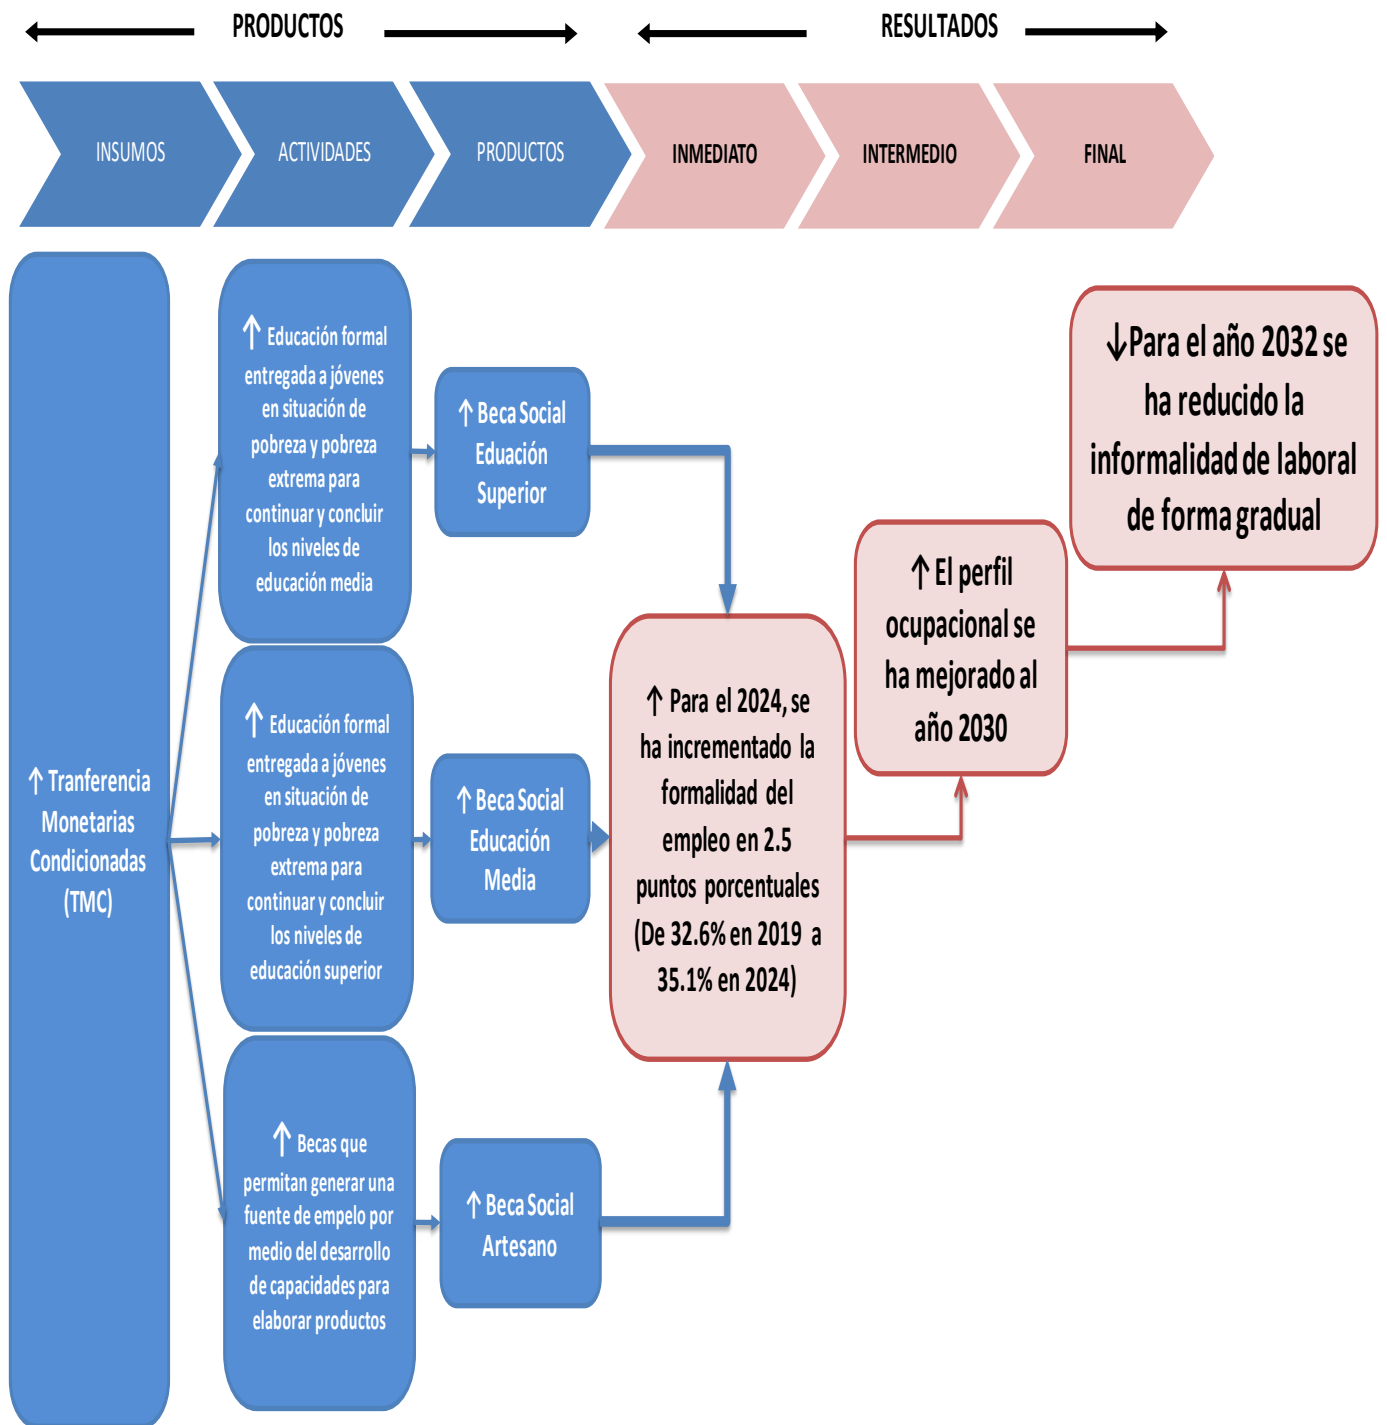 PRODUCTOS
RESULTADOS
INSUMOS
ACTIVIDADES
PRODUCTOS
INMEDIATO
INTERMEDIO
FINAL
↑ Tranferencia
Monetarias
Condicionadas
(TMC)
↑ Educación formal
entregada a jóvenes
en situación de
pobreza y pobreza
extrema para
continuar y concluir
los niveles de
educación media
↑ Educación formal
entregada a jóvenes
en situación de
pobreza y pobreza
extrema para
continuar y concluir
los niveles de
educación superior
↑ Becas que
permitan generar una
fuente de empelo por
medio del desarrollo
de capacidades para
elaborar productos
↑ Beca Social
Eduación
Superior
↑ Beca Social
Educación
Media
↑ Beca Social
Artesano
↑ Para el 2024, se
ha incrementado la
formalidad del
empleo en 2.5
puntos porcentuales
(De 32.6% en 2019 a
35.1% en 2024)
↑ El perfil
ocupacional se
ha mejorado al
año 2030
↓Para el año 2032 se
ha reducido la
informalidad de laboral
de forma gradual